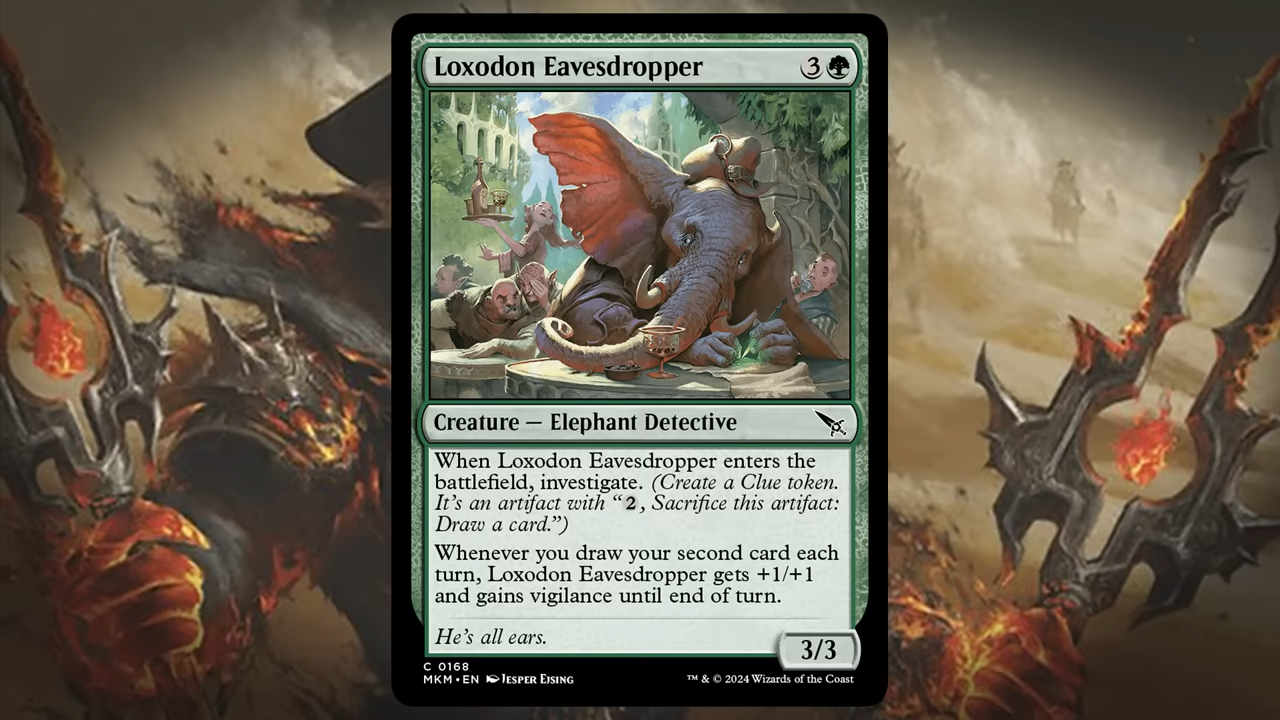 Loxodon Eavesdropper 3
Creature — Elephant Detective
When Loxodon Eavesdropper enters the
battlefield, investigate. (Create a Clue token.
It's an artifact with “2, Sacrifice this artifact:
Draw a card.”)
Whenever you draw your second card each
turn, Loxodon Eavesdropper gets +1/+1
and gains vigilance until end of turn.
He's all ears.
3/3
C 0168
MKM • EN Jesper Ejsing
™ & © 2024 Wizards of the Coast